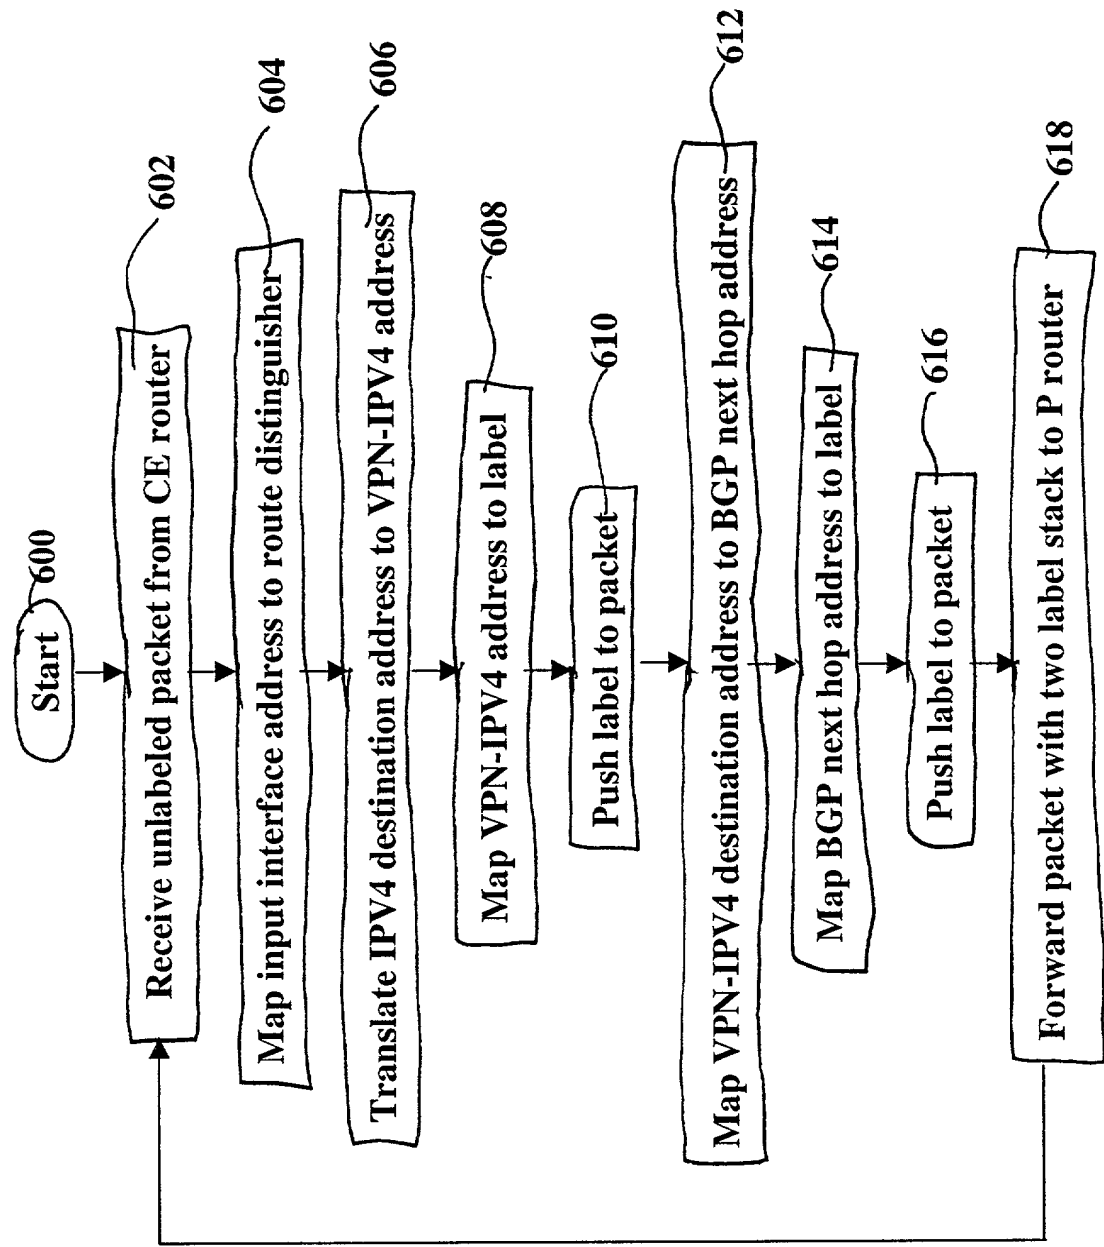 Start
600
Receive unlabeled packet from CE router
602
Map input interface address to route distinguisher
604
Translate IPV4 destination address to VPN-IPV4 address
606
Map VPN-IPV4 address to label
608
Push label to packet
610
Map VPN-IPV4 destination address to BGP next hop address
612
Map BGP next hop address to label
614
Push label to packet
616
Forward packet with two label stack to P router
618